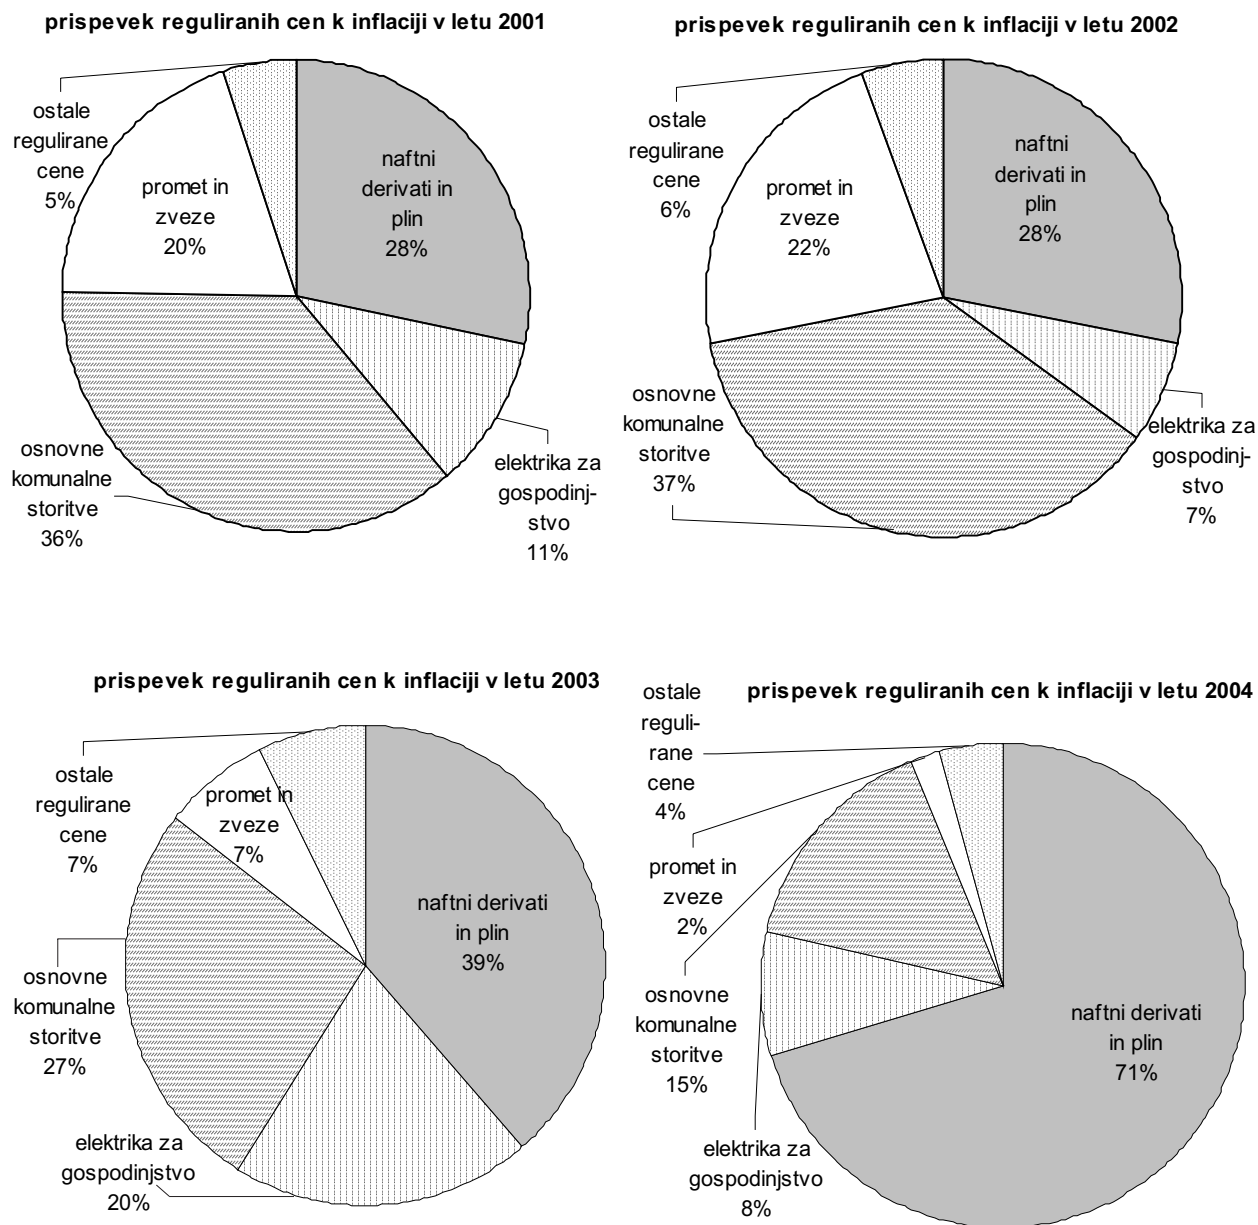 prispevek reguliranih cen k inflaciji v letu 2001
ostale
regulirane
cene
5%
promet in
zveze
20%
naftni
derivati in
plin
28%
osnovne
komunalne
storitve
36%
elektrika za
gospodinj-
stvo
11%
prispevek reguliranih cen k inflaciji v letu 2002
ostale
regulirane
cene
6%
promet in
zveze
22%
naftni
derivati in
plin
28%
osnovne
komunalne
storitve
37%
elektrika za
gospodinj-
stvo
7%
prispevek reguliranih cen k inflaciji v letu 2003
ostale
regulirane
cene
7%
promet in
zveze
7%
naftni derivati
in plin
39%
osnovne
komunalne
storitve
27%
elektrika za
gospodinjstvo
20%
prispevek reguliranih cen k inflaciji v letu 2004
ostale
reguli-
rane
cene
4%
promet in
zveze
2%
osnovne
komunalne
storitve
15%
naftni derivati
in plin
71%
elektrika za
gospodinjstvo
8%